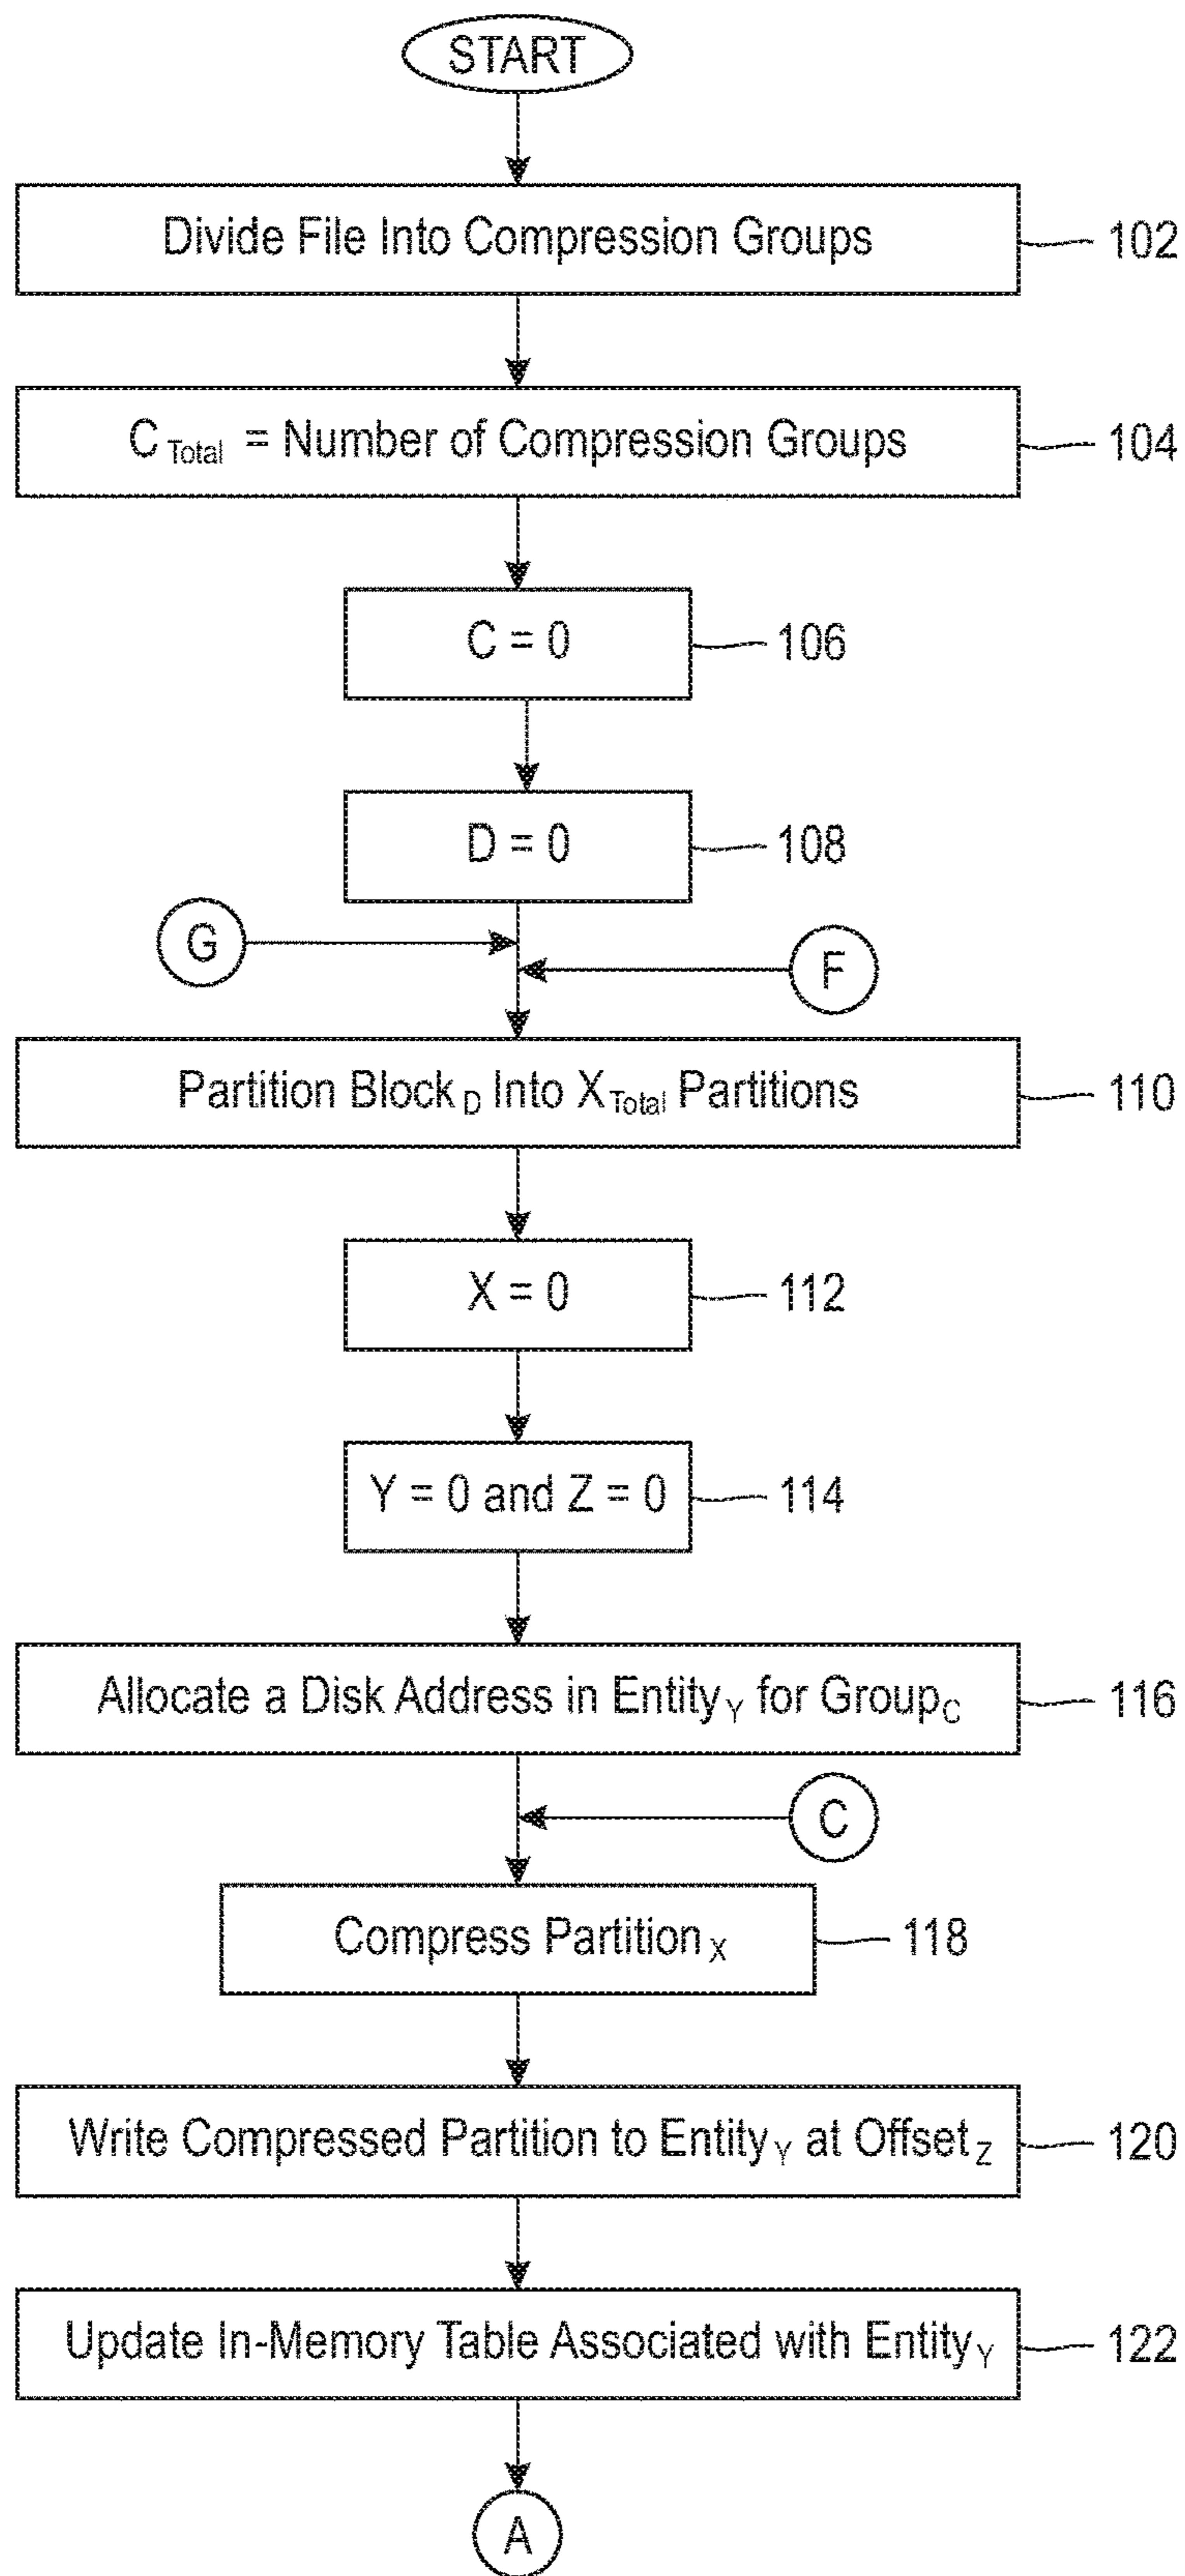 START
Divide File Into Compression Groups
102
C Total = Number of Compression Groups
104
C = 0
106
D = 0
108
G
F
Partition Block D Into X Total Partitions
110
X = 0
112
Y = 0 and Z = 0
114
Allocate a Disk Address in Entity Y for Group C
116
C
Compress Partition X
118
Write Compressed Partition to Entity Y at Offset Z
120
Update In-Memory Table Associated with Entity Y
122
A